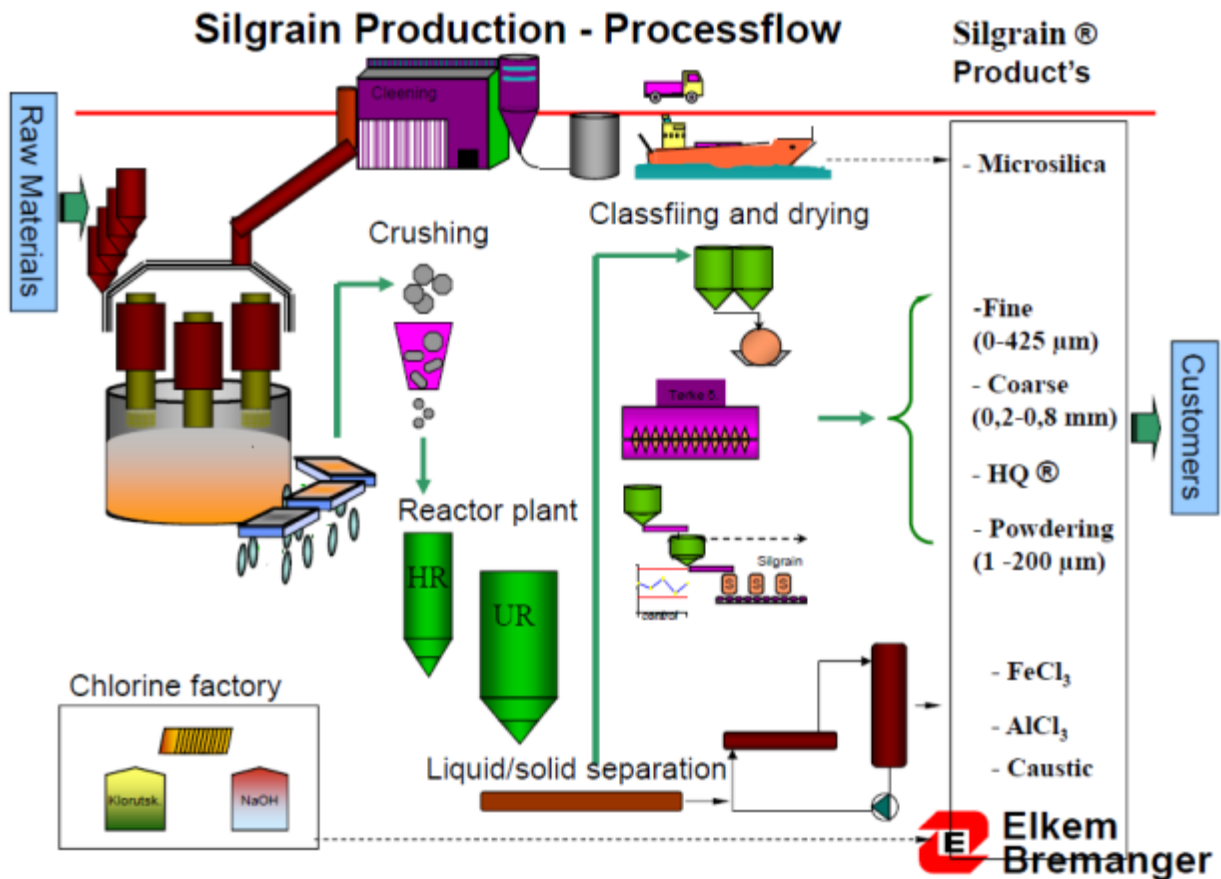 Silgrain Production - Processflow
Silgrain ®
Product's
Raw Materials
Cleening
- Microsilica
Crushing
Classfiing and drying
-Fine
(0-425 µm)
- Coarse
(0,2-0,8 mm)
- HQ ®
- Powdering
(1 -200 µm)
Customers
Tørke 5.
Reactor plant
HR
UR
Silgrain
S S S
control
Chlorine factory
Klorutsk.
NaOH
Liquid/solid separation
- FeCl₃
- AlCl₃
- Caustic
E
Elkem
Bremanger